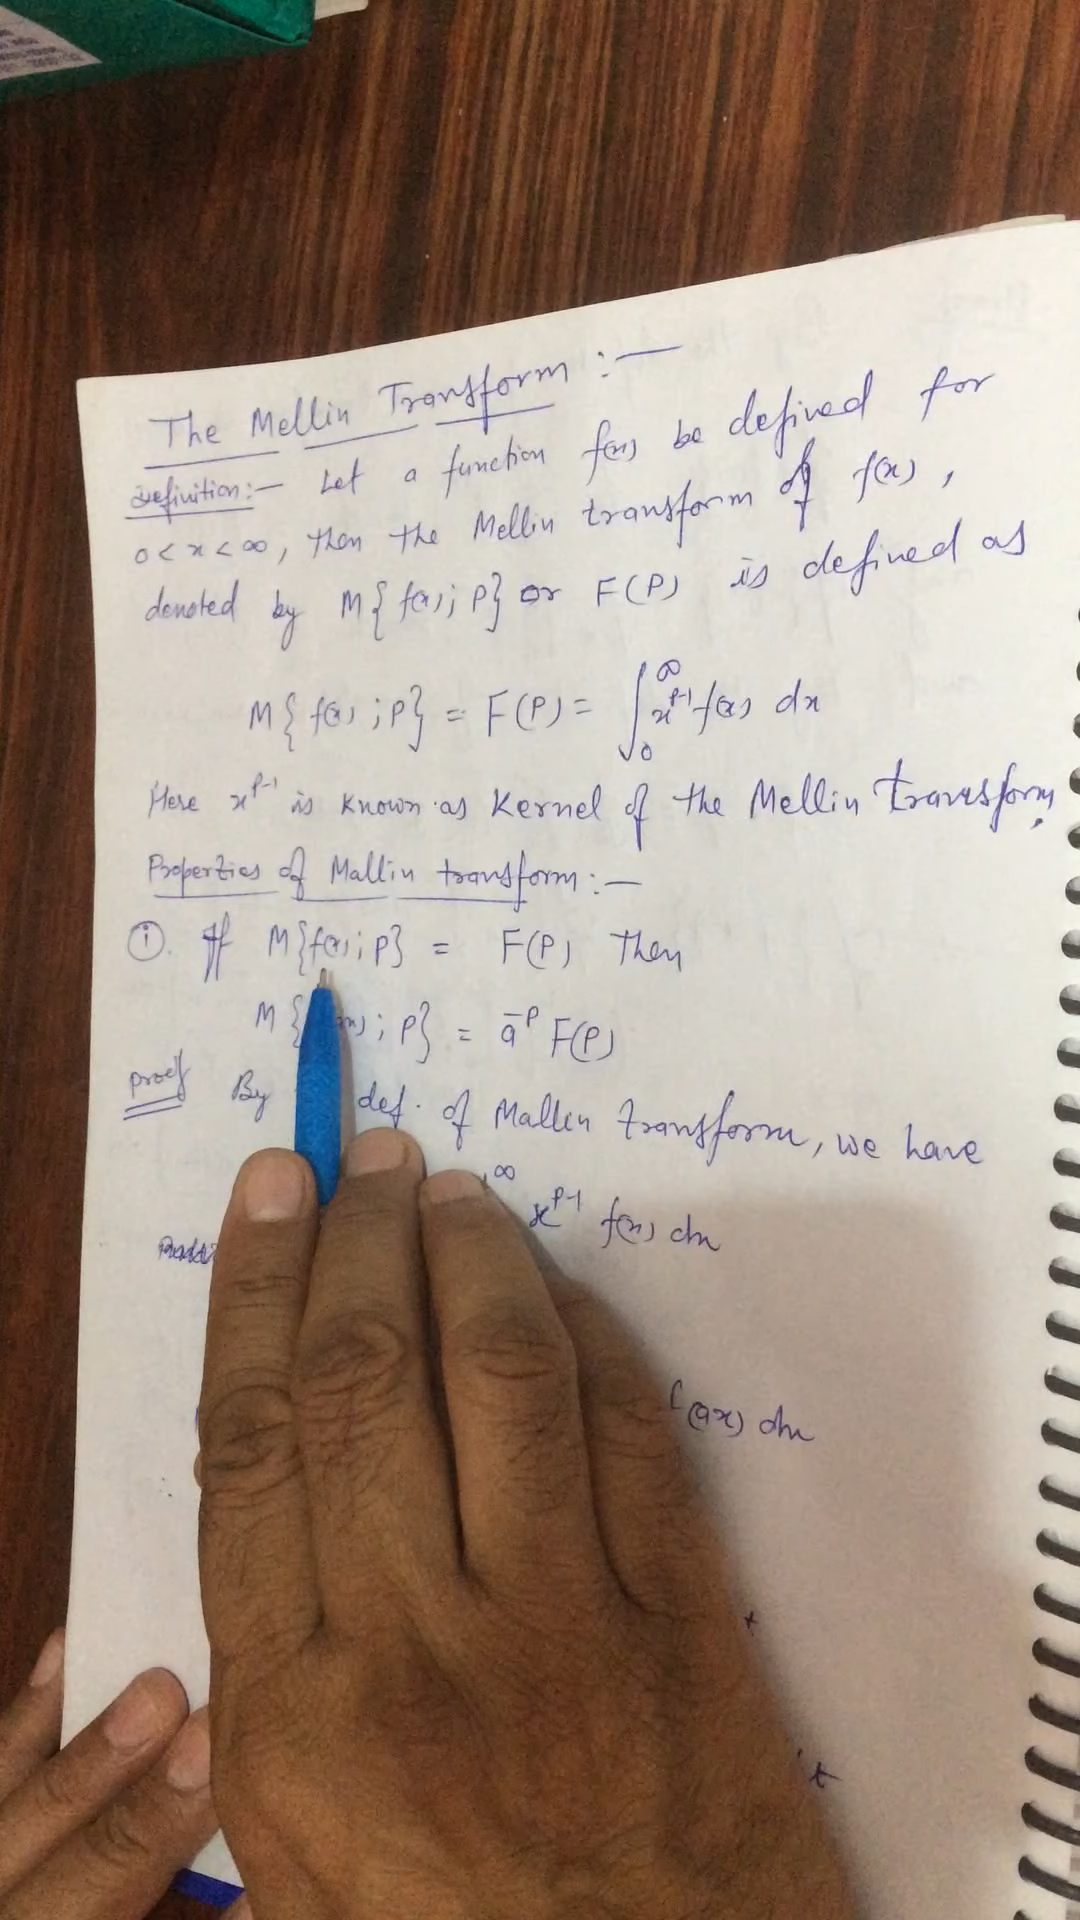 The Mellin Transform :—
Definition:— Let a function f(x) be defined for
0 < x < ∞, then the Mellin transform of f(x),
denoted by M{f(x); P} or F(P) is defined as
M{f(x); P} = F(P) = ∫₀^∞ x^{P-1} f(x) dx
Here x^{P-1} is known as Kernel of the Mellin transform,
Properties of Mallin transform :—
①. If M{f(x); P} = F(P) Then
M{ ; P} = a^{-P} F(P)
Proof By def. of Mallin transform, we have
∞ x^{P-1} f(x) dx
(ax) dx
t